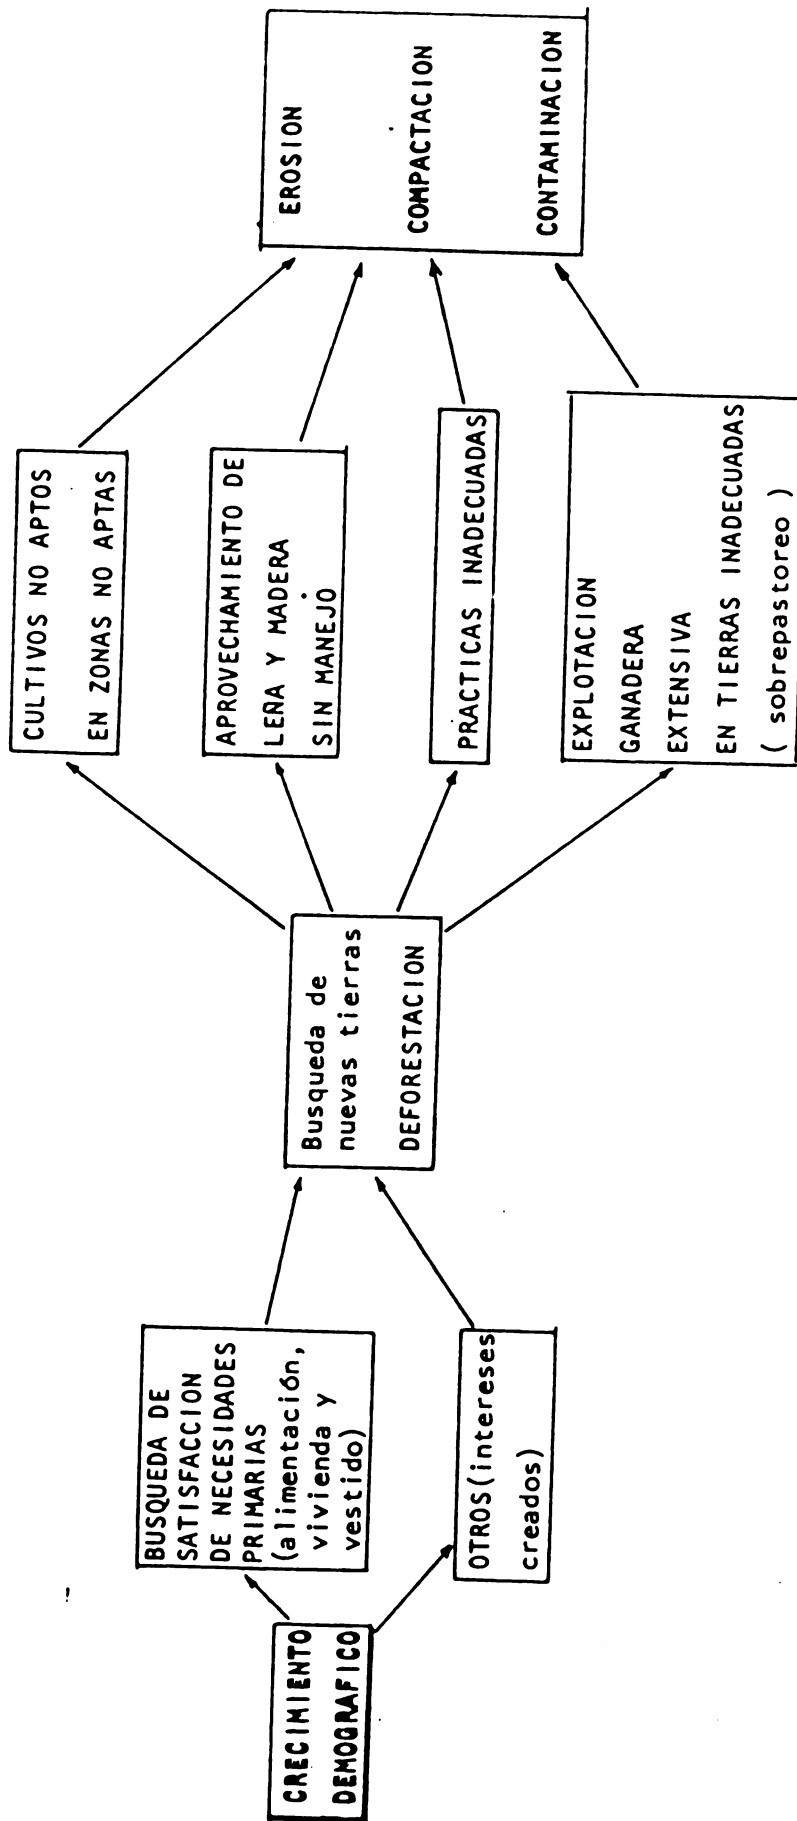 CRECIMIENTO
DEMOGRAFICO
BUSQUEDA DE
SATISFACCION
DE NECESIDADES
PRIMARIAS
(alimentación,
vivienda y
vestido)
OTROS(intereses
creados)
Busqueda de
nuevas tierras
DEFORESTACION
CULTIVOS NO APTOS
EN ZONAS NO APTAS
APROVECHAMIENTO DE
LEÑA Y MADERA
SIN MANEJO
PRACTICAS INADECUADAS
EXPLOTACION
GANADERA
EXTENSIVA
EN TIERRAS INADECUADAS
( sobrepastoreo )
EROSION
COMPACTACION
CONTAMINACION